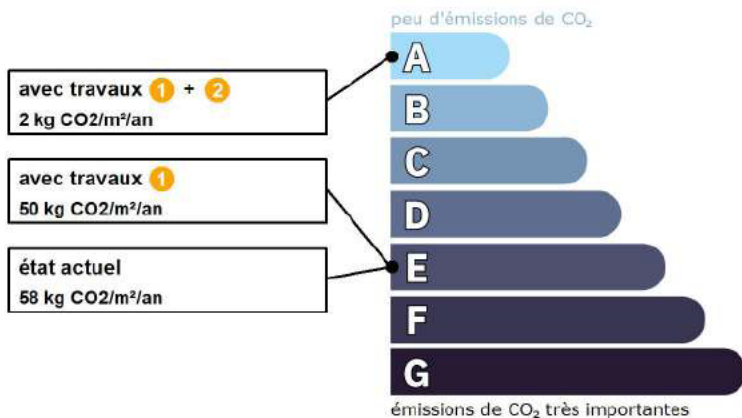 peu d'émissions de CO₂
A
avec travaux 1 + 2
2 kg CO2/m²/an
B
C
avec travaux 1
50 kg CO2/m²/an
D
état actuel
58 kg CO2/m²/an
E
F
G
émissions de CO₂ très importantes